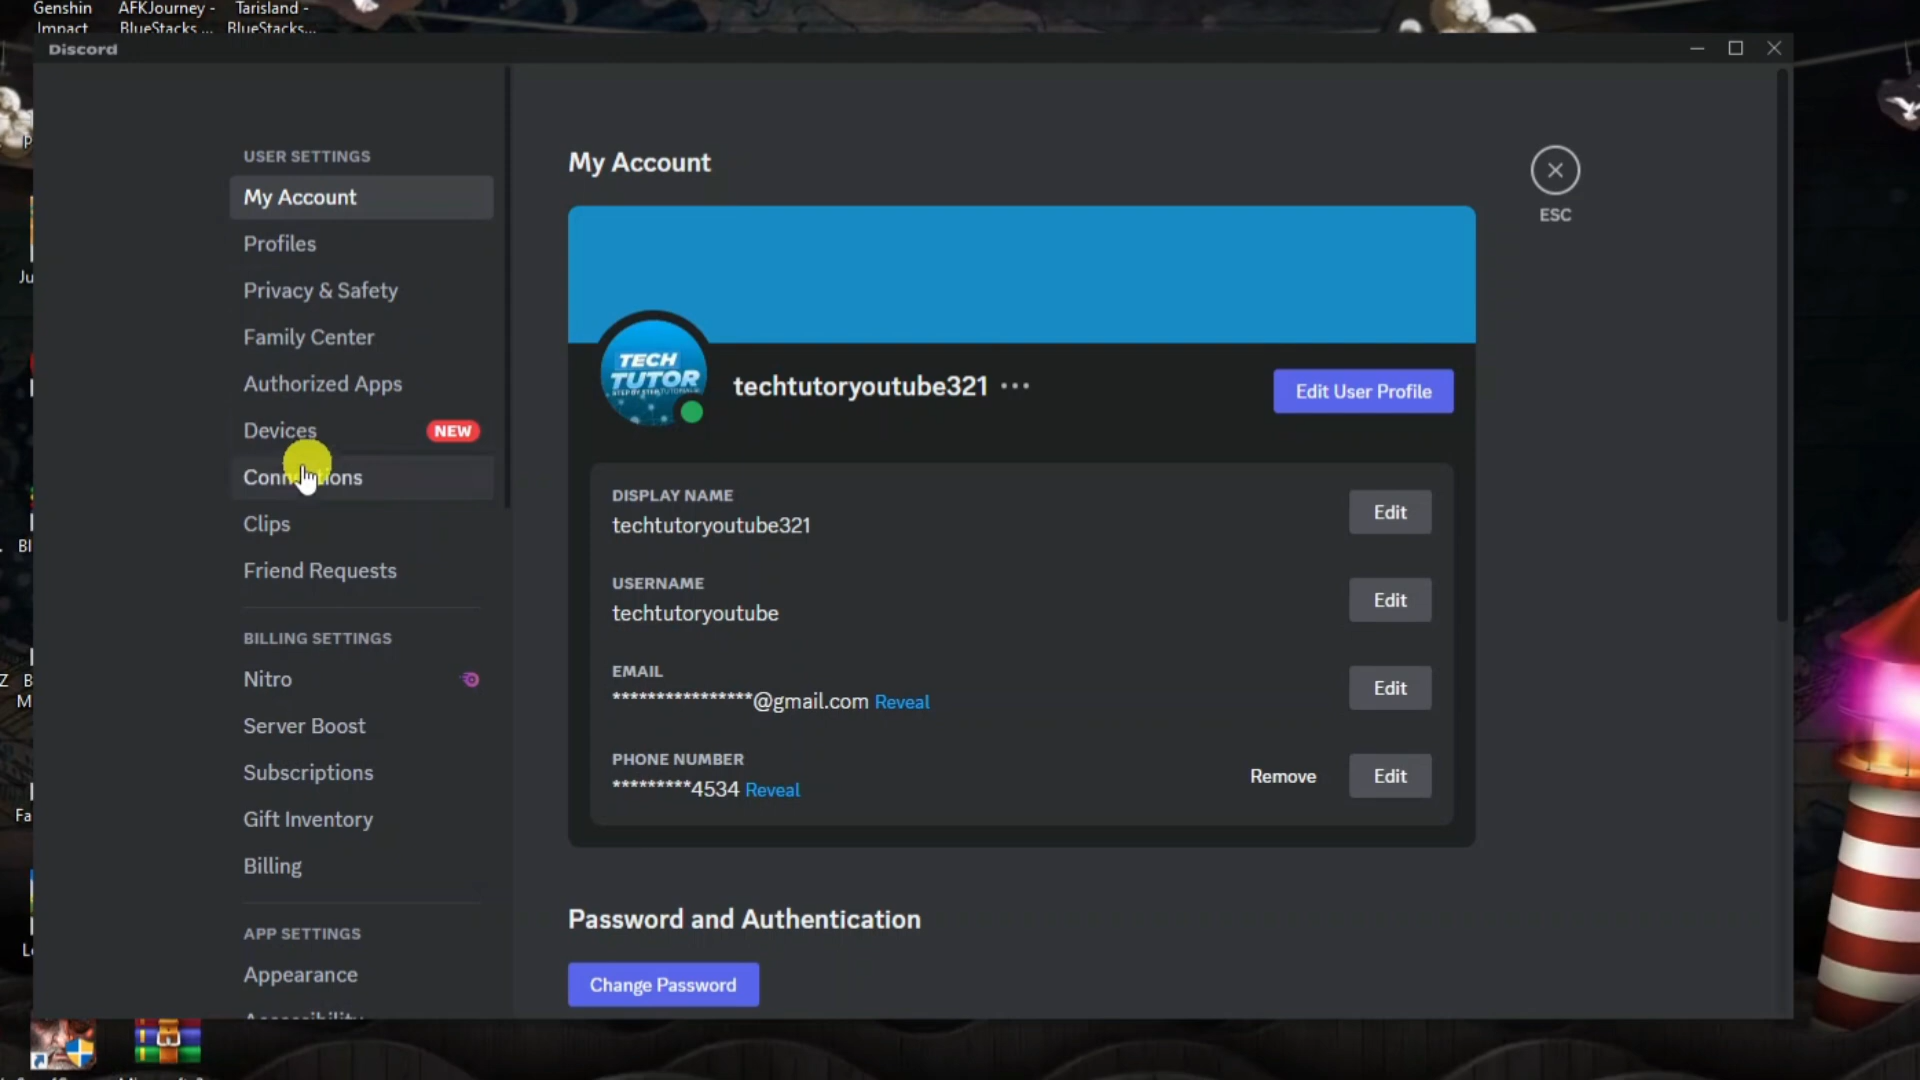 Genshin
Impact
AFKJourney -
BlueStacks ...
Tarisland -
BlueStacks...
Discord
USER SETTINGS
My Account
Profiles
Privacy & Safety
Family Center
Authorized Apps
Devices
NEW
Connections
Clips
Friend Requests
BILLING SETTINGS
Nitro
Server Boost
Subscriptions
Gift Inventory
Billing
APP SETTINGS
Appearance
Accessibility
My Account
ESC
TECH
TUTOR
techtutoryoutube321
Edit User Profile
DISPLAY NAME
techtutoryoutube321
Edit
USERNAME
techtutoryoutube
Edit
EMAIL
****************@gmail.com Reveal
Edit
PHONE NUMBER
*********4534 Reveal
Remove
Edit
Password and Authentication
Change Password